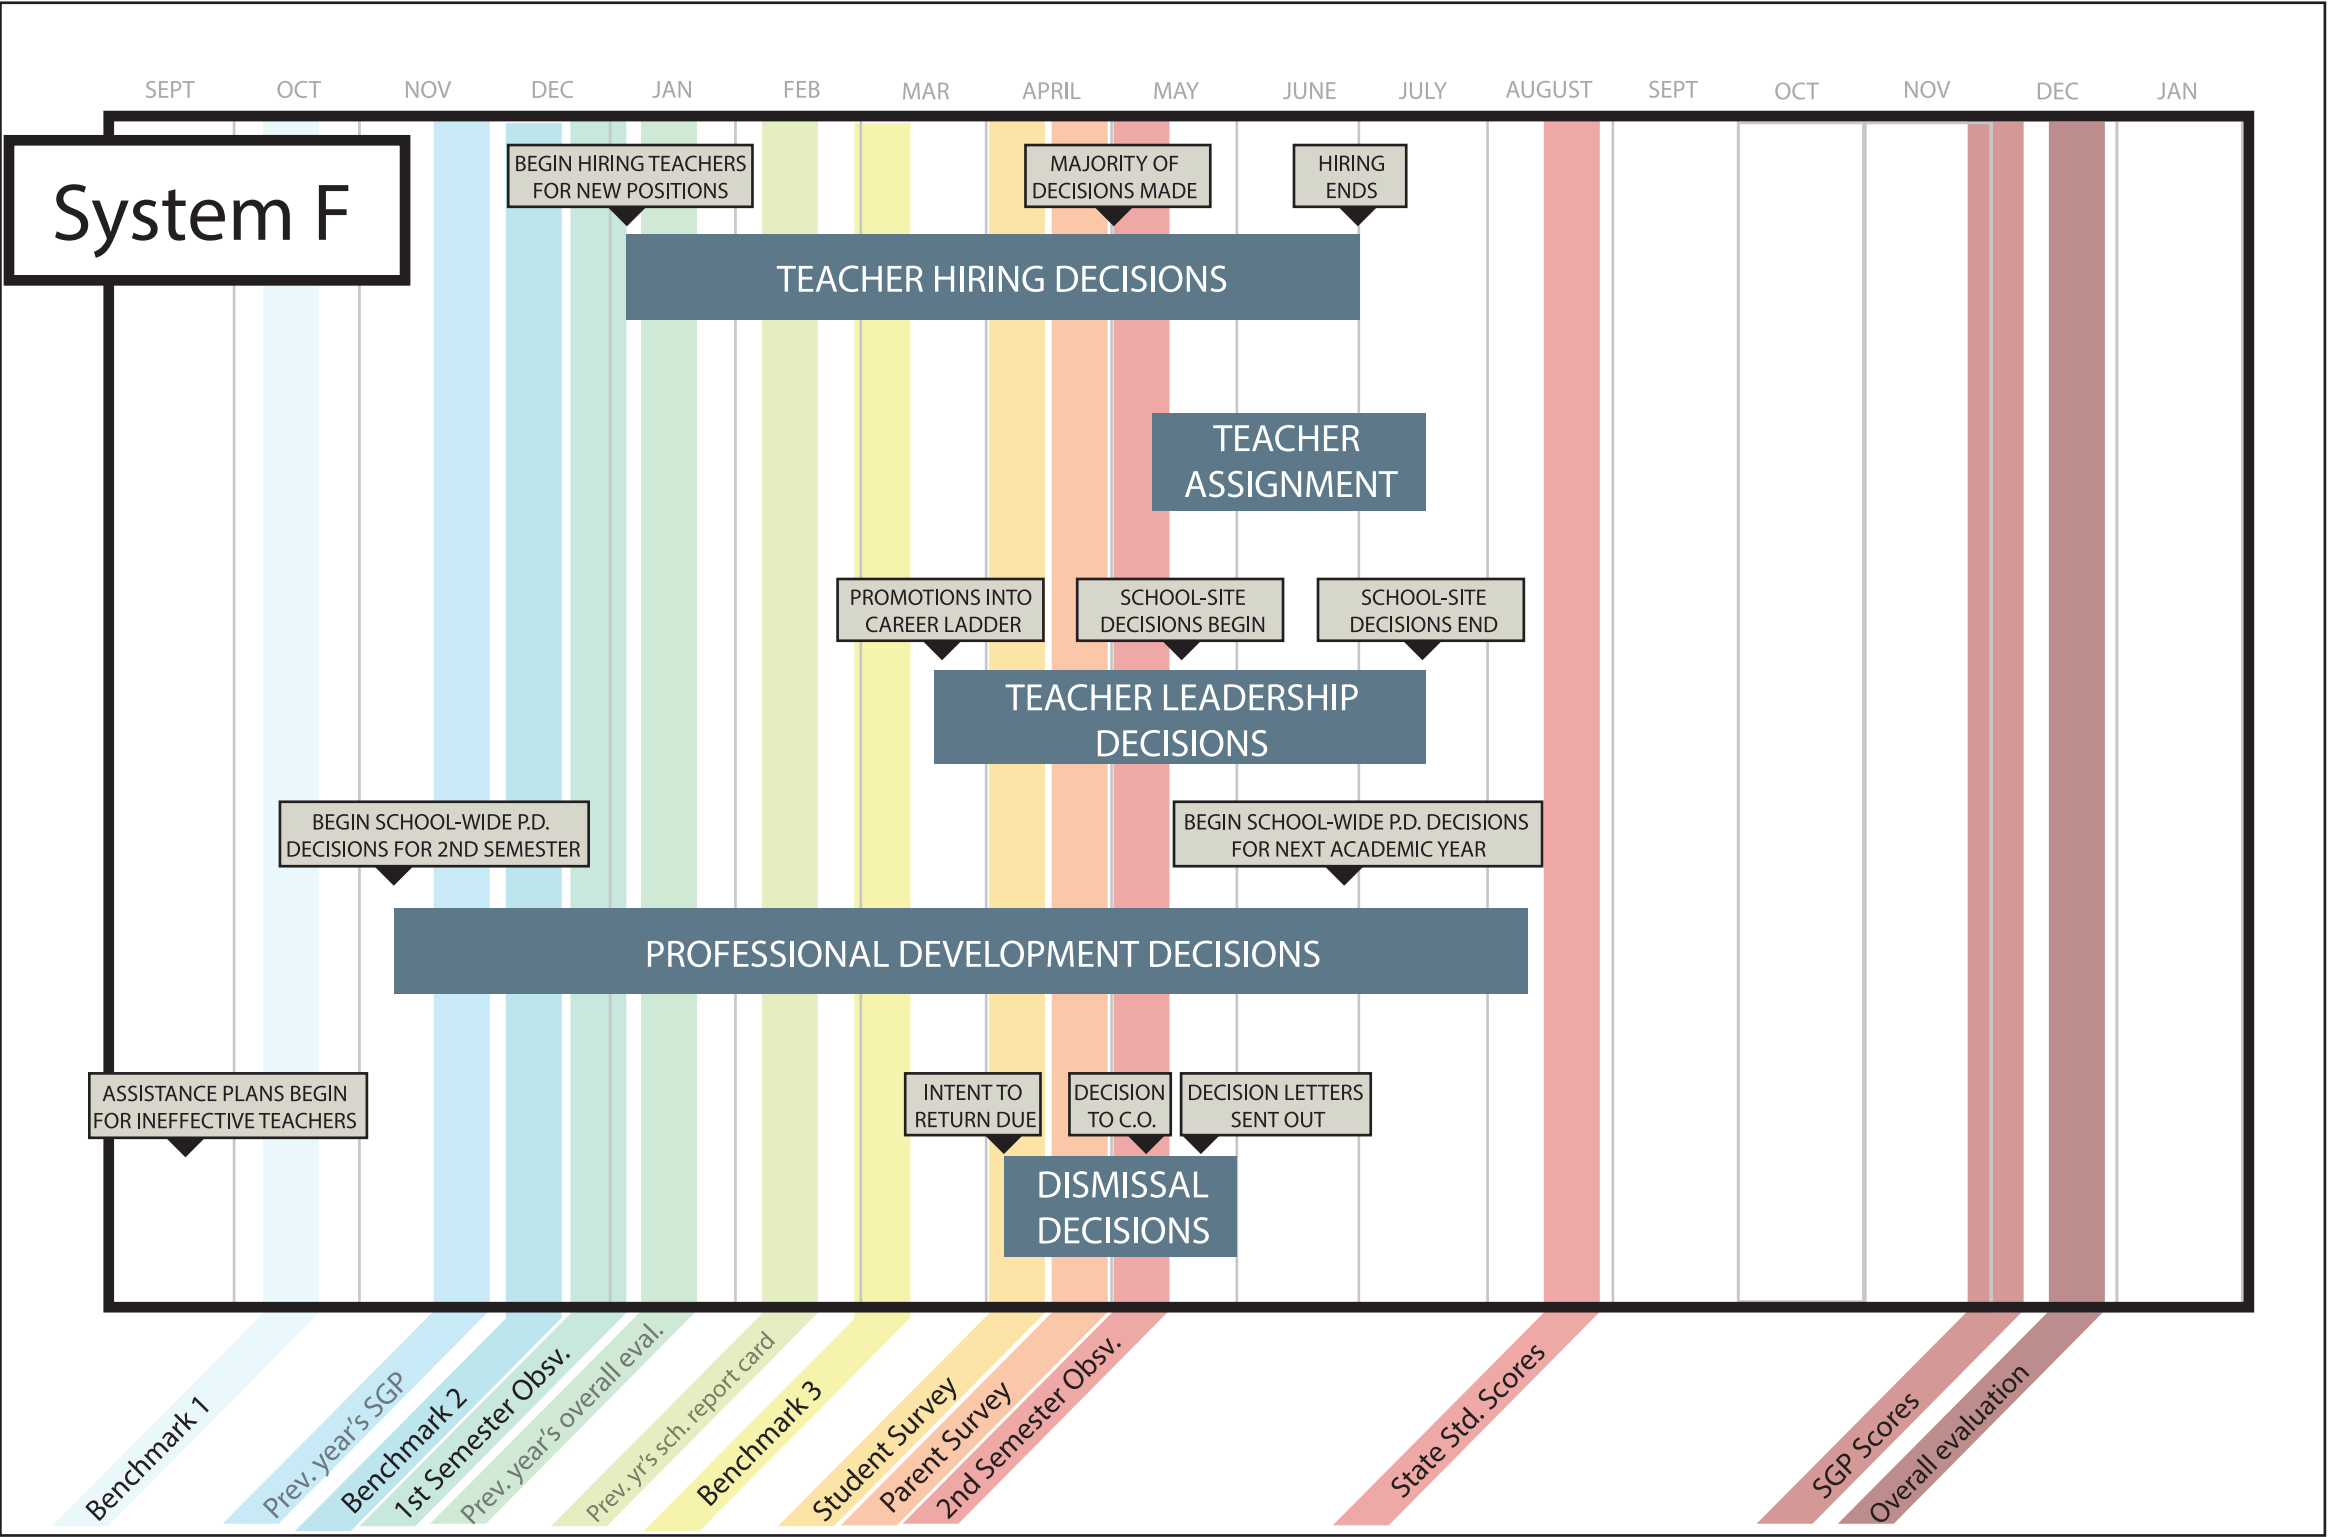 SEPT OCT NOV DEC JAN FEB MAR APRIL MAY JUNE JULY AUGUST SEPT OCT NOV DEC JAN
System F
BEGIN HIRING TEACHERS
FOR NEW POSITIONS
MAJORITY OF
DECISIONS MADE
HIRING
ENDS
TEACHER HIRING DECISIONS
TEACHER
ASSIGNMENT
PROMOTIONS INTO
CAREER LADDER
SCHOOL-SITE
DECISIONS BEGIN
SCHOOL-SITE
DECISIONS END
TEACHER LEADERSHIP
DECISIONS
BEGIN SCHOOL-WIDE P.D.
DECISIONS FOR 2ND SEMESTER
BEGIN SCHOOL-WIDE P.D. DECISIONS
FOR NEXT ACADEMIC YEAR
PROFESSIONAL DEVELOPMENT DECISIONS
ASSISTANCE PLANS BEGIN
FOR INEFFECTIVE TEACHERS
INTENT TO
RETURN DUE
DECISION
TO C.O.
DECISION LETTERS
SENT OUT
DISMISSAL
DECISIONS
Benchmark 1
Prev. year's SGP
Benchmark 2
1st Semester Obsv.
Prev. year's overall eval.
Prev. yr's sch. report card
Benchmark 3
Student Survey
Parent Survey
2nd Semester Obsv.
State Std. Scores
SGP Scores
Overall evaluation